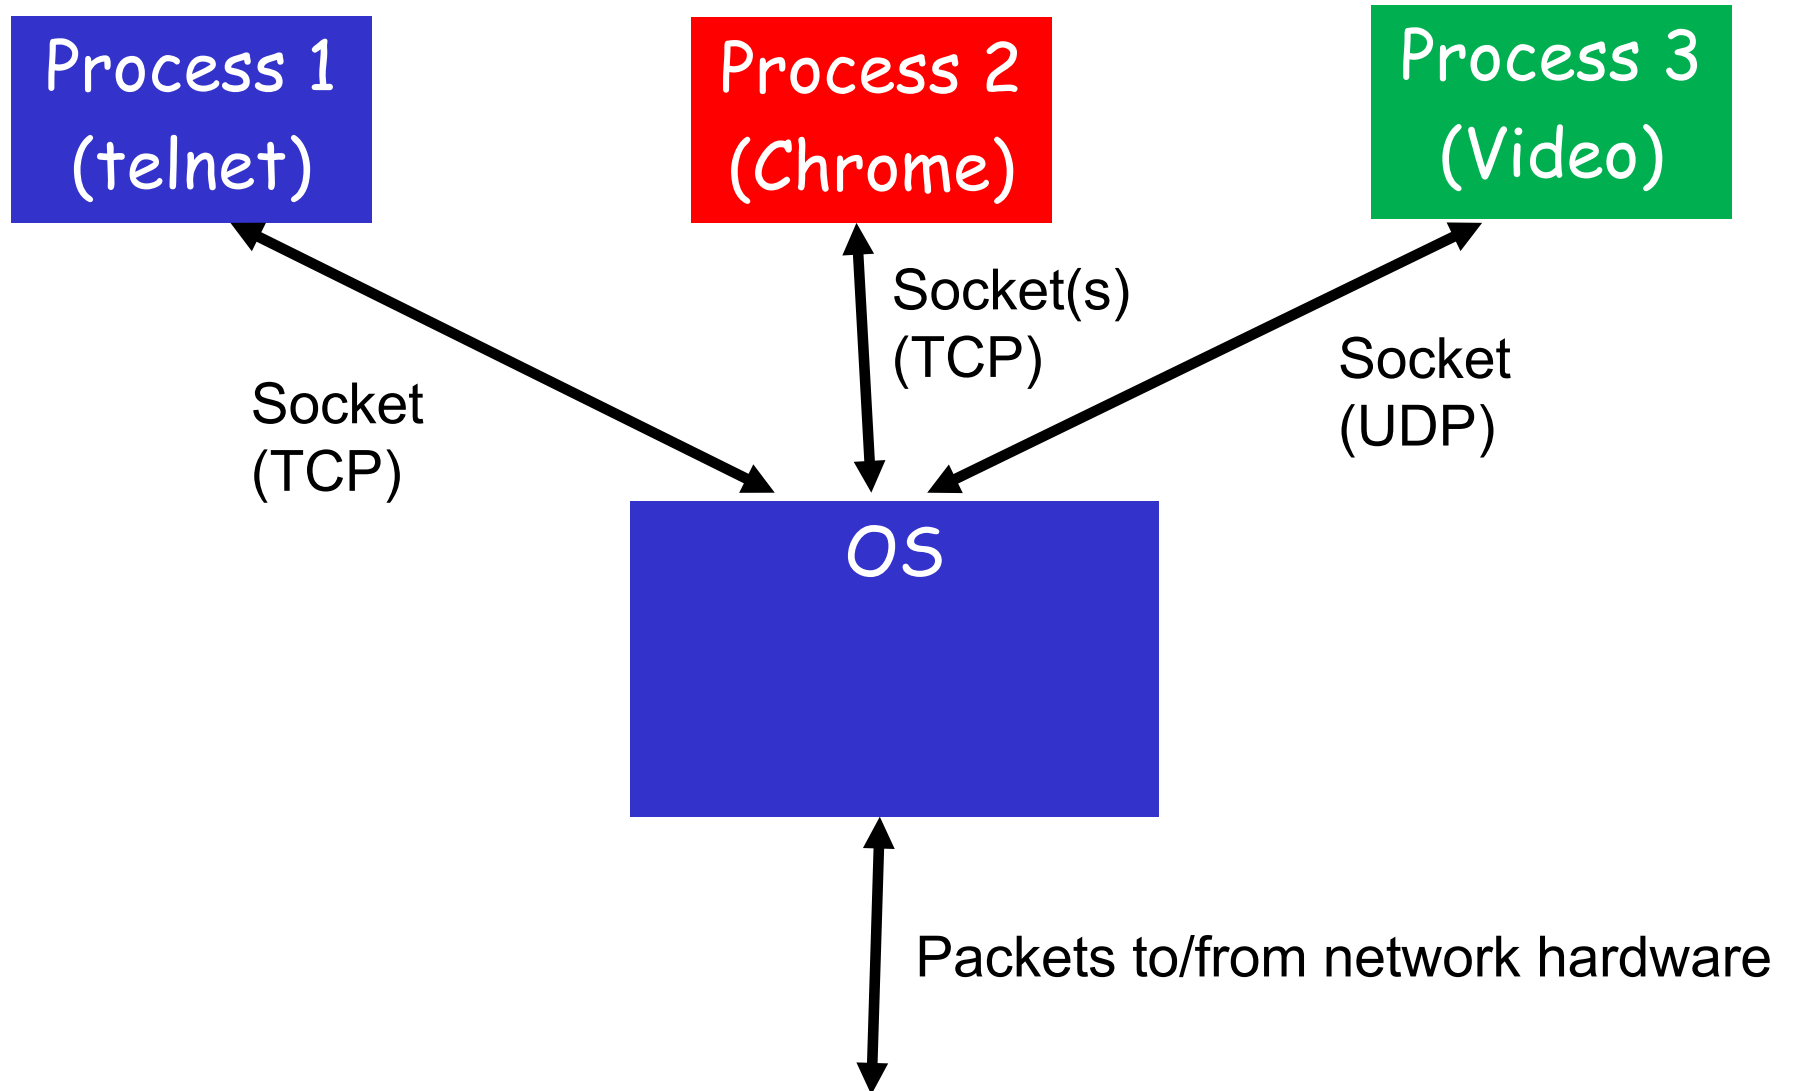 Process 1
(telnet)
Process 2
(Chrome)
Process 3
(Video)
Socket
(TCP)
Socket(s)
(TCP)
Socket
(UDP)
OS
Packets to/from network hardware